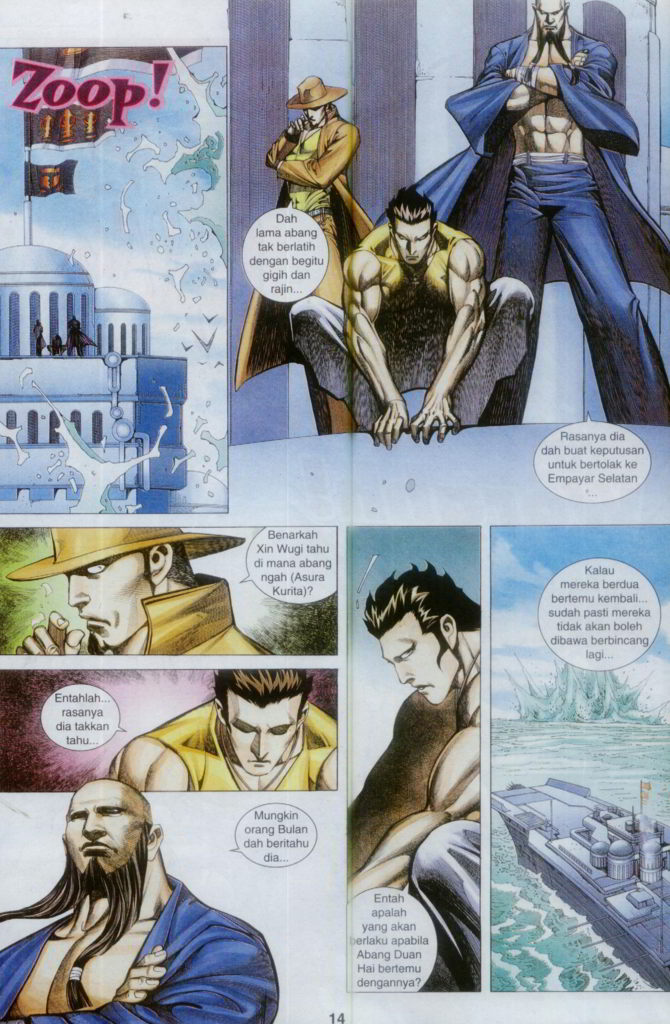 Zoop!
Dah
lama abang
tak berlatih
dengan begitu
gigih dan
rajin...
Rasanya dia
dah buat keputusan
untuk bertolak ke
Empayar Selatan
...
Benarkah
Xin Wugi tahu
di mana abang
ngah (Asura
Kurita)?
Entahlah...
rasanya
dia takkan
tahu...
Mungkin
orang Bulan
dah beritahu
dia...
Entah
apalah
yang akan
berlaku apabila
Abang Duan
Hai bertemu
dengannya?
Kalau
mereka berdua
bertemu kembali...
sudah pasti mereka
tidak akan boleh
dibawa berbincang
lagi...
14